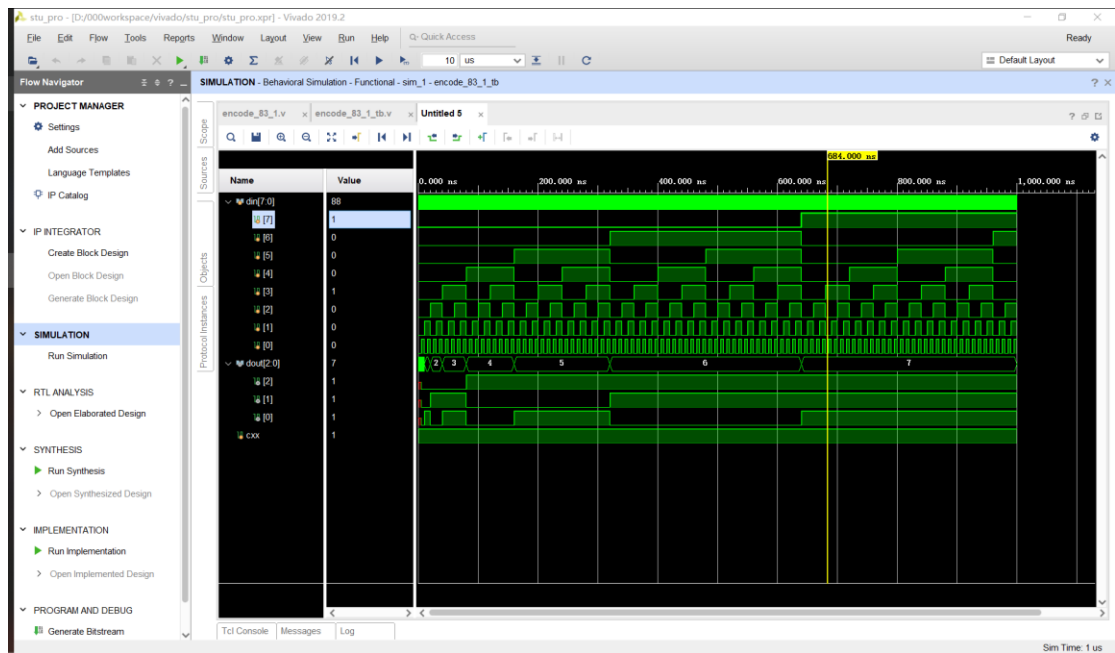 stu_pro - [D:/000workspace/vivado/stu_pro/stu_pro.xpr] - Vivado 2019.2
File Edit Flow Tools Reports Window Layout View Run Help Q- Quick Access
Ready
10 us
Default Layout
Flow Navigator
SIMULATION - Behavioral Simulation - Functional - sim_1 - encode_83_1_tb
PROJECT MANAGER
Settings
Add Sources
Language Templates
IP Catalog
IP INTEGRATOR
Create Block Design
Open Block Design
Generate Block Design
SIMULATION
Run Simulation
RTL ANALYSIS
Open Elaborated Design
SYNTHESIS
Run Synthesis
Open Synthesized Design
IMPLEMENTATION
Run Implementation
Open Implemented Design
PROGRAM AND DEBUG
Generate Bitstream
Scope
Sources
Objects
Protocol Instances
encode_83_1.v encode_83_1_tb.v Untitled 5
684.000 ns
Name Value 0.000 ns 200.000 ns 400.000 ns 600.000 ns 800.000 ns 1,000.000 ns
din[7:0] 88
[7] 1
[6] 0
[5] 0
[4] 0
[3] 1
[2] 0
[1] 0
[0] 0
dout[2:0] 7 2 3 4 5 6 7
[2] 1
[1] 1
[0] 1
cxx 1
Tcl Console Messages Log
Sim Time: 1 us